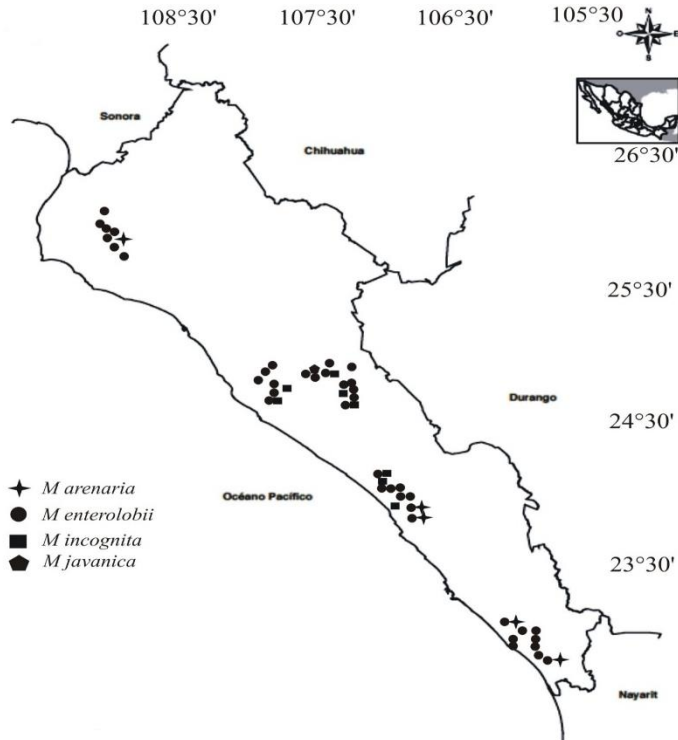 108°30' 107°30' 106°30' 105°30'
N
O E
S
Sonora
Chihuahua
26°30'
25°30'
Durango
24°30'
Océano Pacífico
M arenaria
M enterolobii
M incognita
M javanica
23°30'
Nayarit